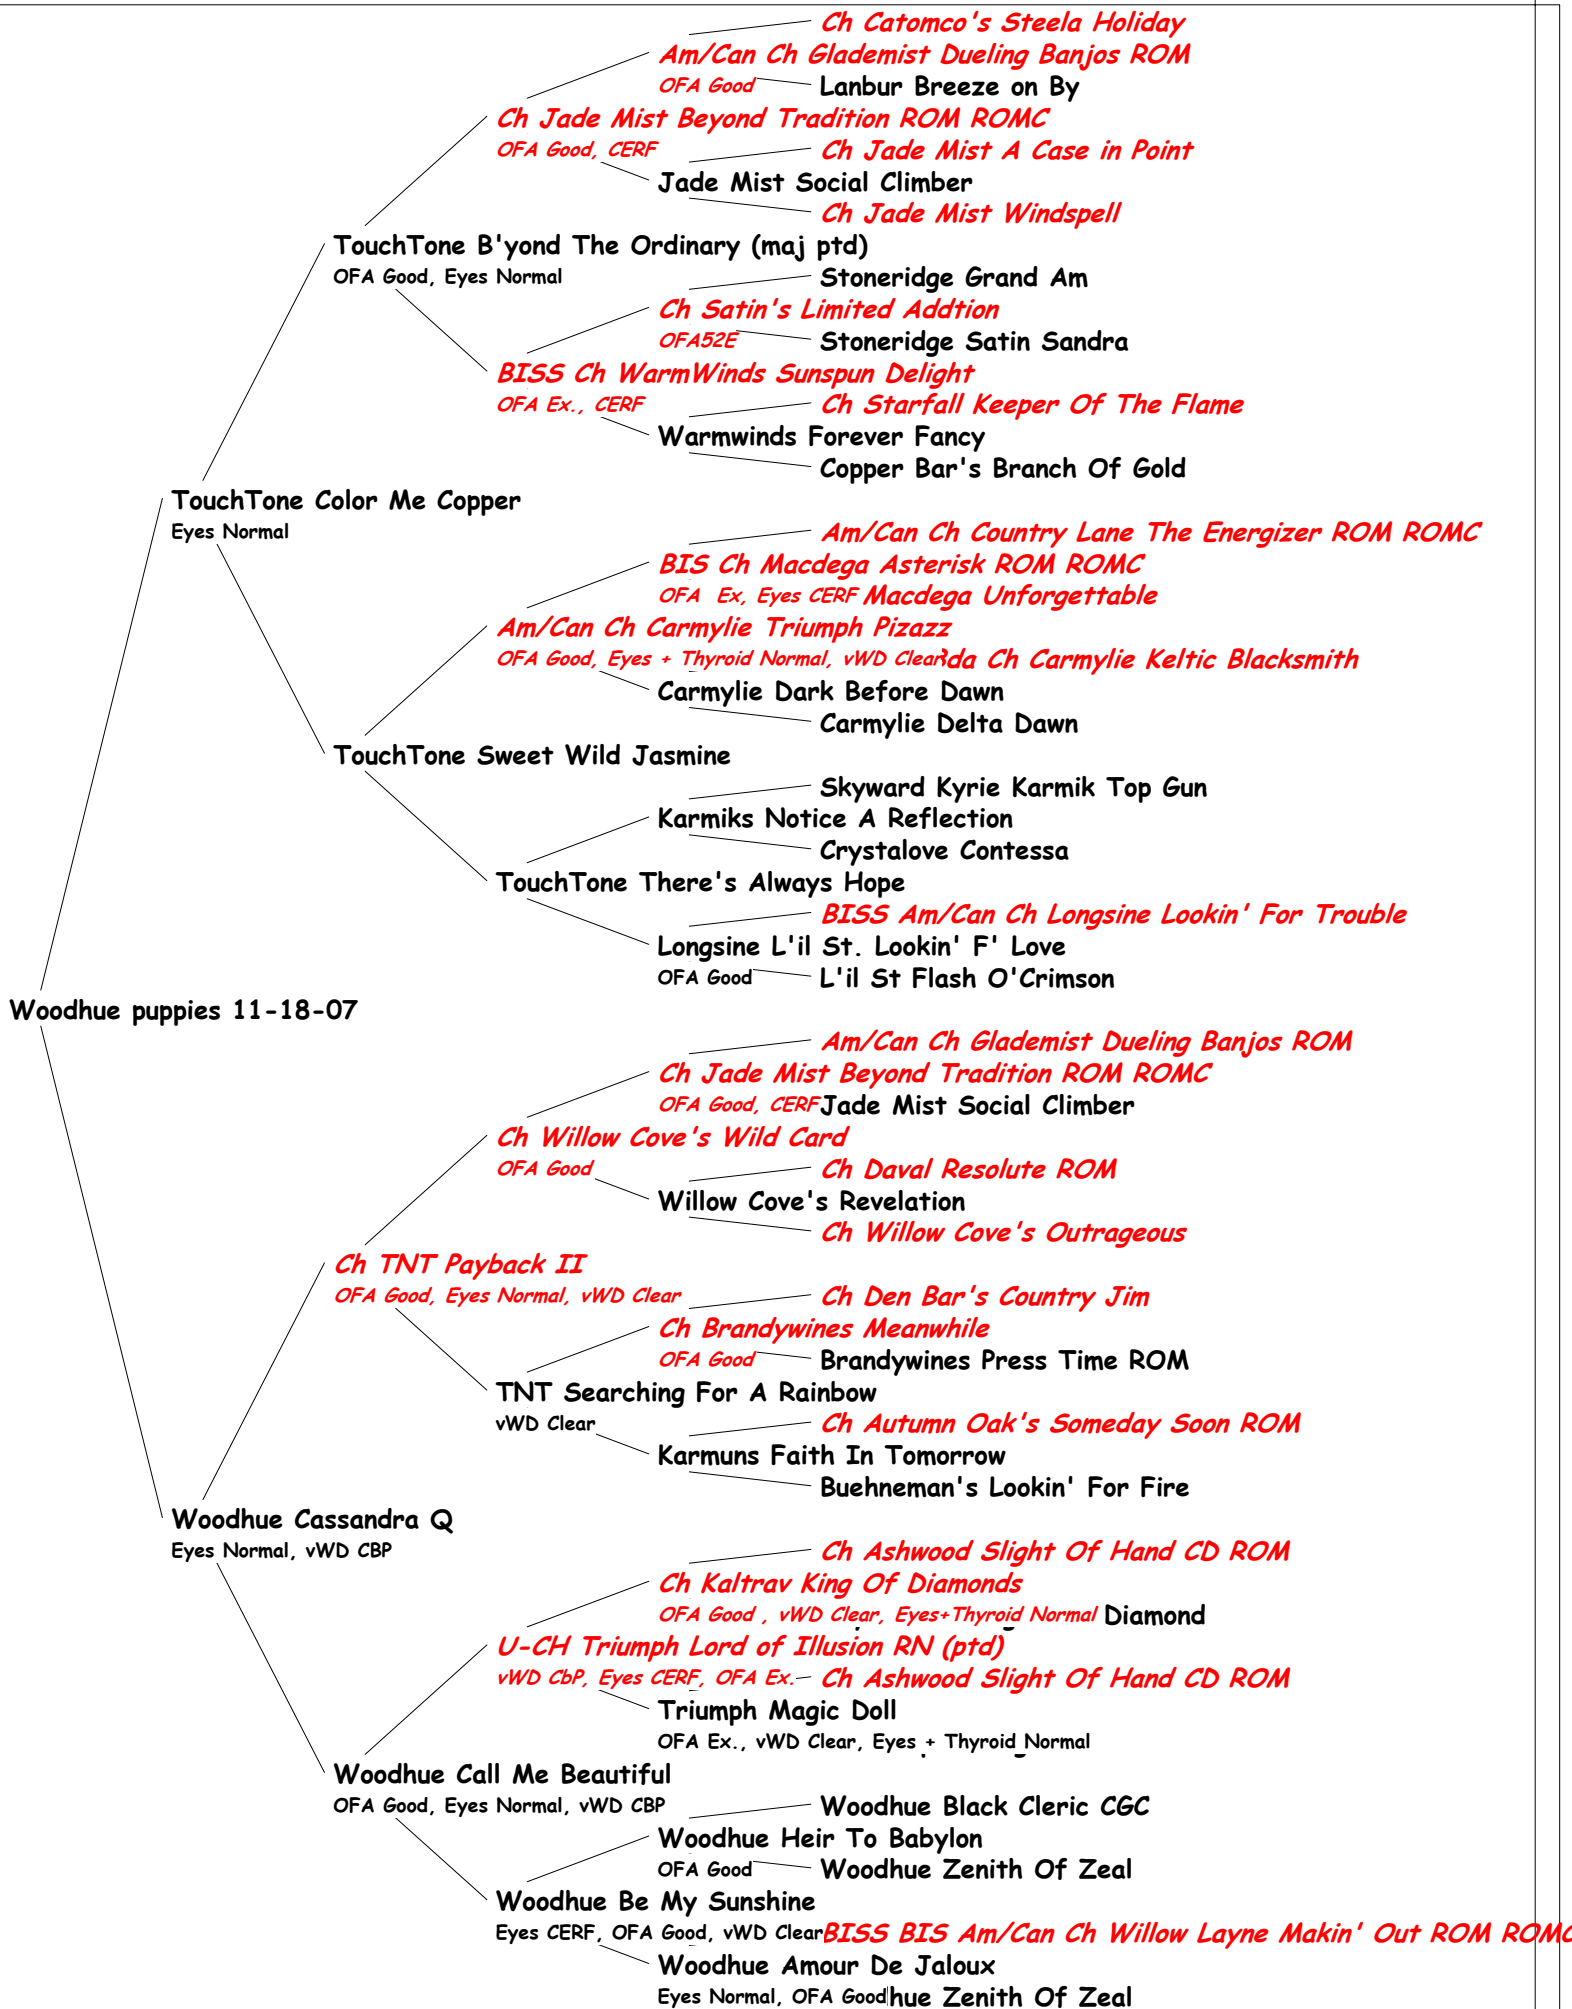 Ch Catomco's Steela Holiday
Am/Can Ch Glademist Dueling Banjos ROM
OFA Good
Lanbur Breeze on By
Ch Jade Mist Beyond Tradition ROM ROMC
OFA Good, CERF
Ch Jade Mist A Case in Point
Jade Mist Social Climber
Ch Jade Mist Windspell
TouchTone B'yond The Ordinary (maj ptd)
OFA Good, Eyes Normal
Stoneridge Grand Am
Ch Satin's Limited Addtion
OFA52E
Stoneridge Satin Sandra
BISS Ch WarmWinds Sunspun Delight
OFA Ex., CERF
Ch Starfall Keeper Of The Flame
Warmwinds Forever Fancy
Copper Bar's Branch Of Gold
TouchTone Color Me Copper
Eyes Normal
Am/Can Ch Country Lane The Energizer ROM ROMC
BIS Ch Macdega Asterisk ROM ROMC
OFA Ex, Eyes CERF
Macdega Unforgettable
Am/Can Ch Carmylie Triumph Pizazz
OFA Good, Eyes + Thyroid Normal, vWD Clear
Ch Carmylie Keltic Blacksmith
Carmylie Dark Before Dawn
Carmylie Delta Dawn
TouchTone Sweet Wild Jasmine
Skyward Kyrie Karmik Top Gun
Karmiks Notice A Reflection
Crystalove Contessa
TouchTone There's Always Hope
BISS Am/Can Ch Longsine Lookin' For Trouble
Longsine L'il St. Lookin' F' Love
OFA Good
L'il St Flash O'Crimson
Woodhue puppies 11-18-07
Am/Can Ch Glademist Dueling Banjos ROM
Ch Jade Mist Beyond Tradition ROM ROMC
OFA Good, CERF
Jade Mist Social Climber
Ch Willow Cove's Wild Card
OFA Good
Ch Daval Resolute ROM
Willow Cove's Revelation
Ch Willow Cove's Outrageous
Ch TNT Payback II
OFA Good, Eyes Normal, vWD Clear
Ch Den Bar's Country Jim
Ch Brandywines Meanwhile
OFA Good
Brandywines Press Time ROM
TNT Searching For A Rainbow
vWD Clear
Ch Autumn Oak's Someday Soon ROM
Karmuns Faith In Tomorrow
Buehneman's Lookin' For Fire
Woodhue Cassandra Q
Eyes Normal, vWD CBP
Ch Ashwood Slight Of Hand CD ROM
Ch Kaltrav King Of Diamonds
OFA Good , vWD Clear, Eyes+Thyroid Normal
Diamond
U-CH Triumph Lord of Illusion RN (ptd)
vWD CbP, Eyes CERF, OFA Ex.
Ch Ashwood Slight Of Hand CD ROM
Triumph Magic Doll
OFA Ex., vWD Clear, Eyes + Thyroid Normal
Woodhue Call Me Beautiful
OFA Good, Eyes Normal, vWD CBP
Woodhue Black Cleric CGC
Woodhue Heir To Babylon
OFA Good
Woodhue Zenith Of Zeal
Woodhue Be My Sunshine
Eyes CERF, OFA Good, vWD Clear
BISS BIS Am/Can Ch Willow Layne Makin' Out ROM ROMC
Woodhue Amour De Jaloux
Eyes Normal, OFA Good
hue Zenith Of Zeal